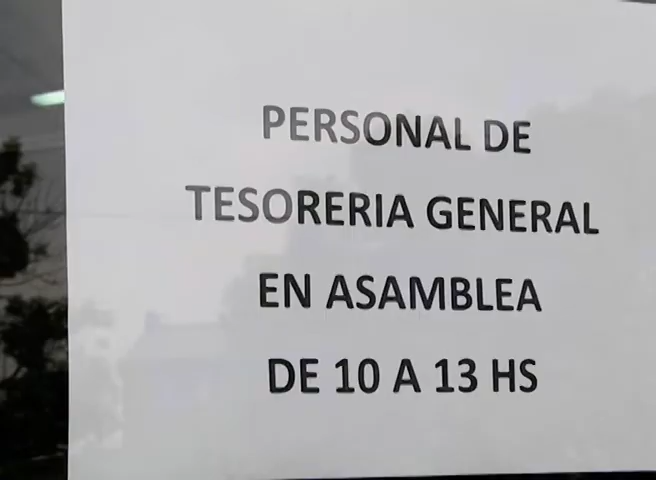 PERSONAL DE
TESORERIA GENERAL
EN ASAMBLEA
DE 10 A 13 HS